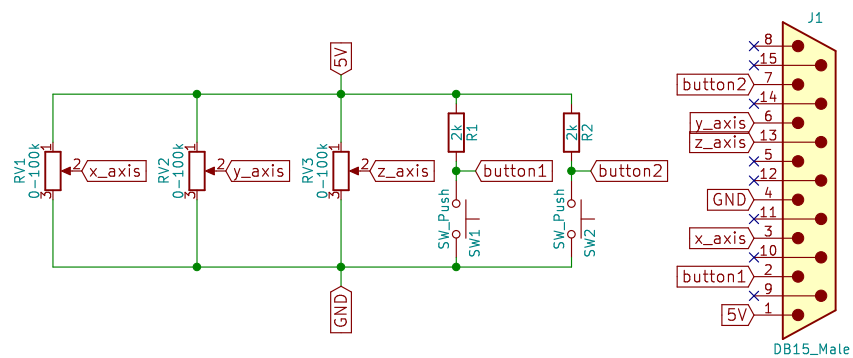 5V
RV1
0-100k
1
2
3
x_axis
RV2
0-100k
1
2
3
y_axis
RV3
0-100k
1
2
3
z_axis
2k
R1
button1
SW_Push
SW1
2k
R2
button2
SW_Push
SW2
GND
J1
8
15
button2 7
14
y_axis 6
z_axis 13
5
12
GND 4
11
x_axis 3
10
button1 2
9
5V 1
DB15_Male